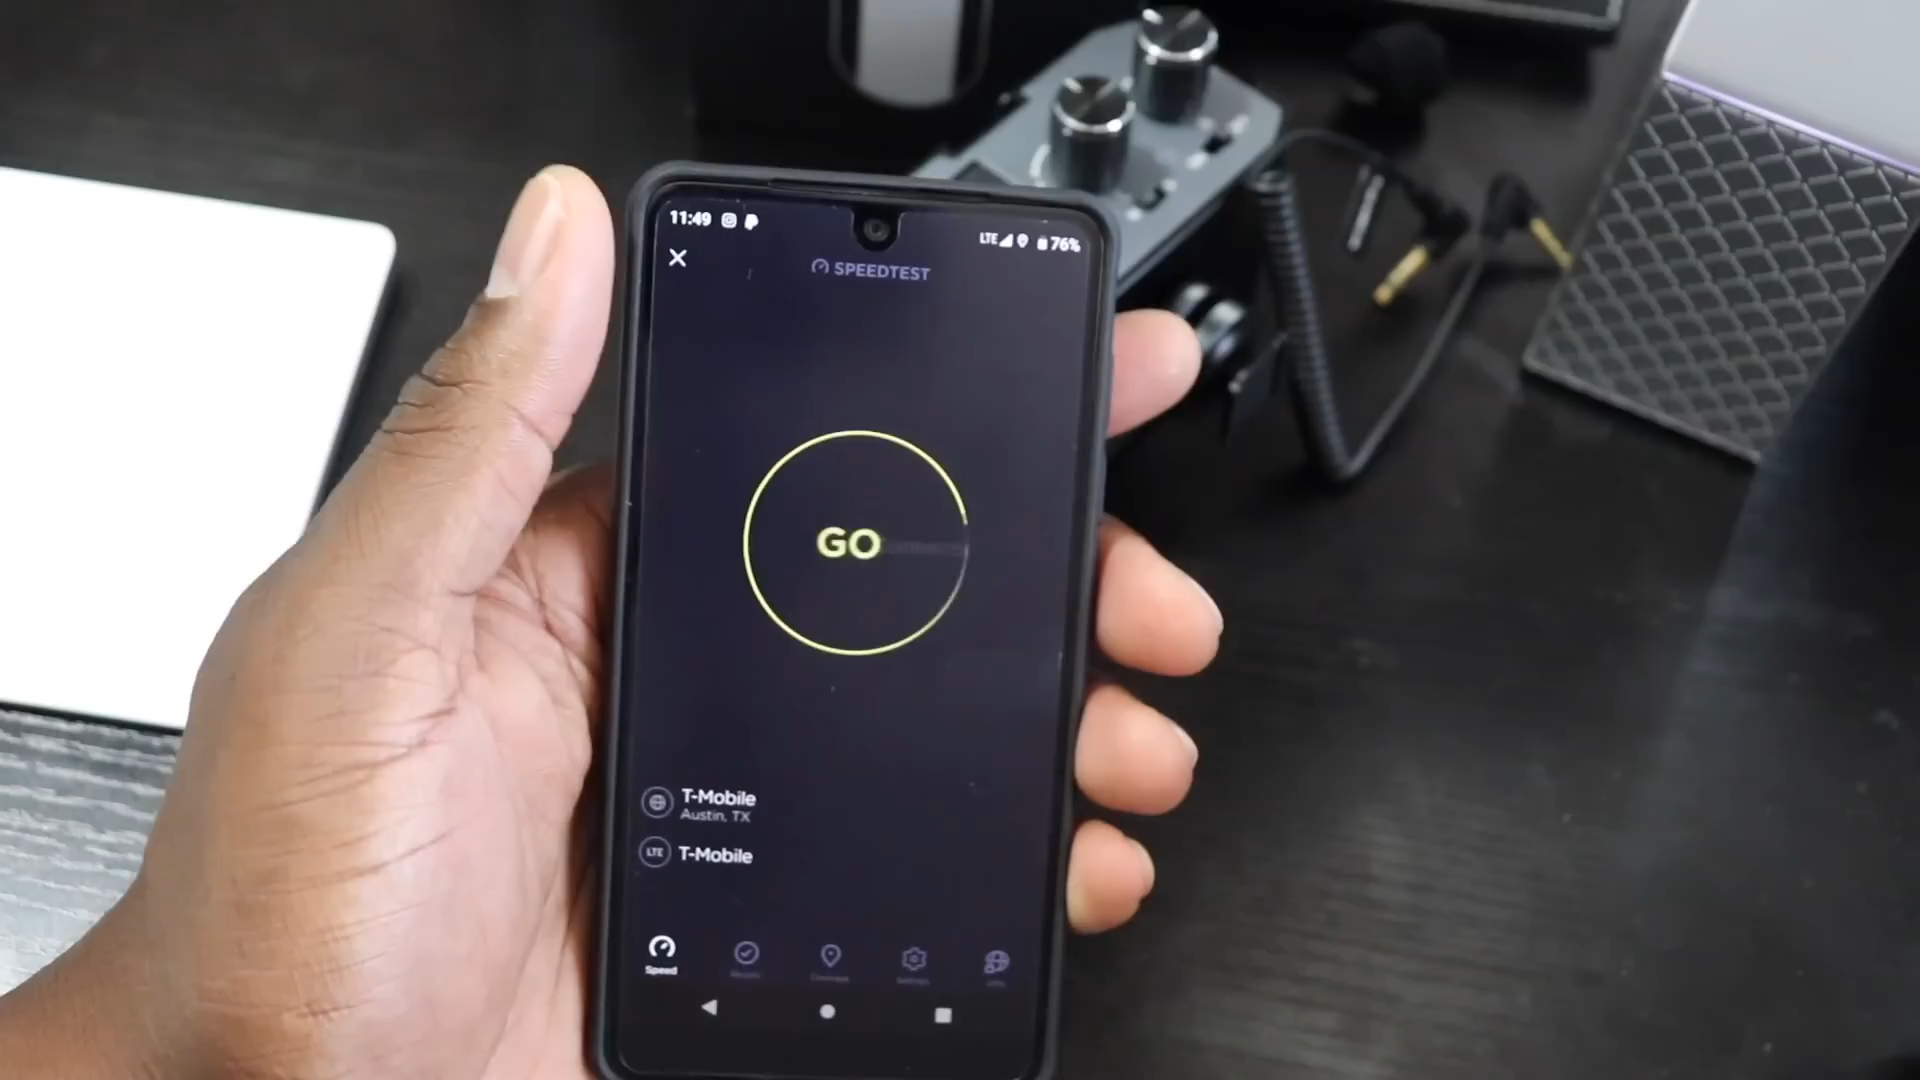 11:49
LTE 76%
SPEEDTEST
GO
T-Mobile
Austin, TX
LTE T-Mobile
Speed